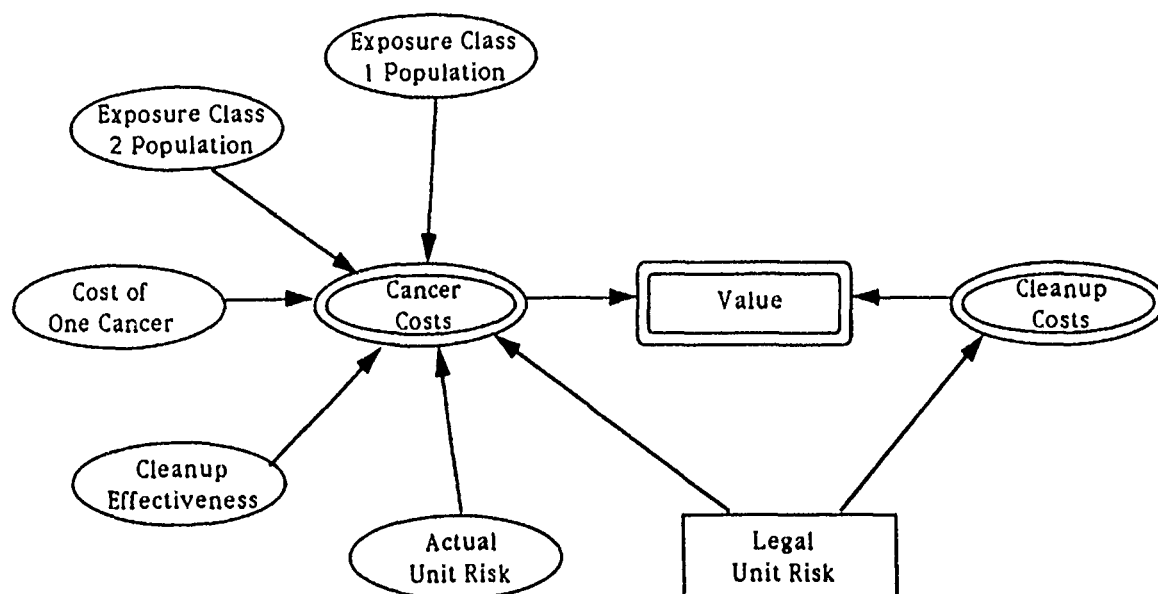 Exposure Class
1 Population
Exposure Class
2 Population
Cost of
One Cancer
Cancer
Costs
Value
Cleanup
Costs
Cleanup
Effectiveness
Actual
Unit Risk
Legal
Unit Risk